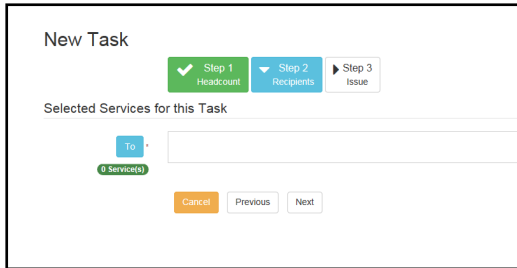 New Task
Step 1 Step 2 Step 3
Headcount Recipients Issue
Selected Services for this Task
To *
0 Service(s)
Cancel Previous Next